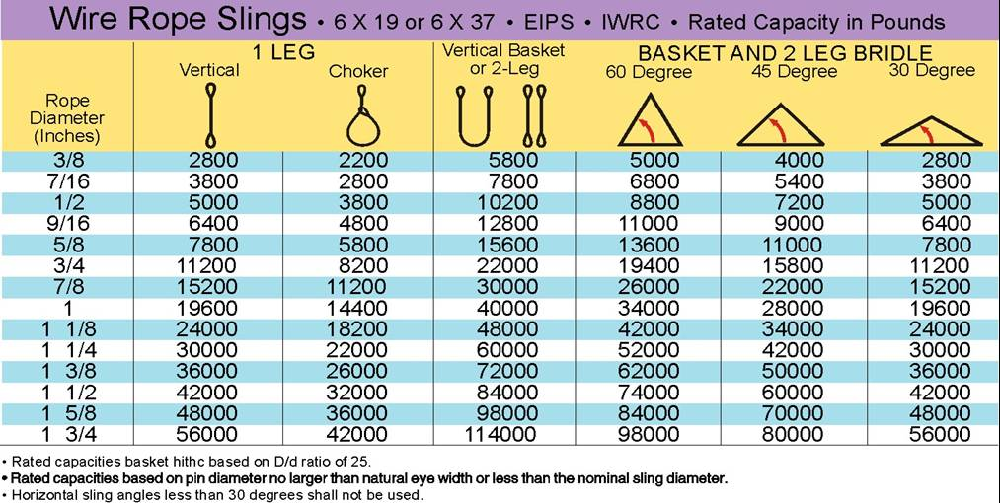 Wire Rope Slings • 6 X 19 or 6 X 37 • EIPS • IWRC • Rated Capacity in Pounds
1 LEG Vertical Basket BASKET AND 2 LEG BRIDLE
Vertical Choker or 2-Leg 60 Degree 45 Degree 30 Degree
Rope
Diameter
(Inches)
3/8 2800 2200 5800 5000 4000 2800
7/16 3800 2800 7800 6800 5400 3800
1/2 5000 3800 10200 8800 7200 5000
9/16 6400 4800 12800 11000 9000 6400
5/8 7800 5800 15600 13600 11000 7800
3/4 11200 8200 22000 19400 15800 11200
7/8 15200 11200 30000 26000 22000 15200
1 19600 14400 40000 34000 28000 19600
1 1/8 24000 18200 48000 42000 34000 24000
1 1/4 30000 22000 60000 52000 42000 30000
1 3/8 36000 26000 72000 62000 50000 36000
1 1/2 42000 32000 84000 74000 60000 42000
1 5/8 48000 36000 98000 84000 70000 48000
1 3/4 56000 42000 114000 98000 80000 56000
• Rated capacities basket hithc based on D/d ratio of 25.
• Rated capacities based on pin diameter no larger than natural eye width or less than the nominal sling diameter.
• Horizontal sling angles less than 30 degrees shall not be used.